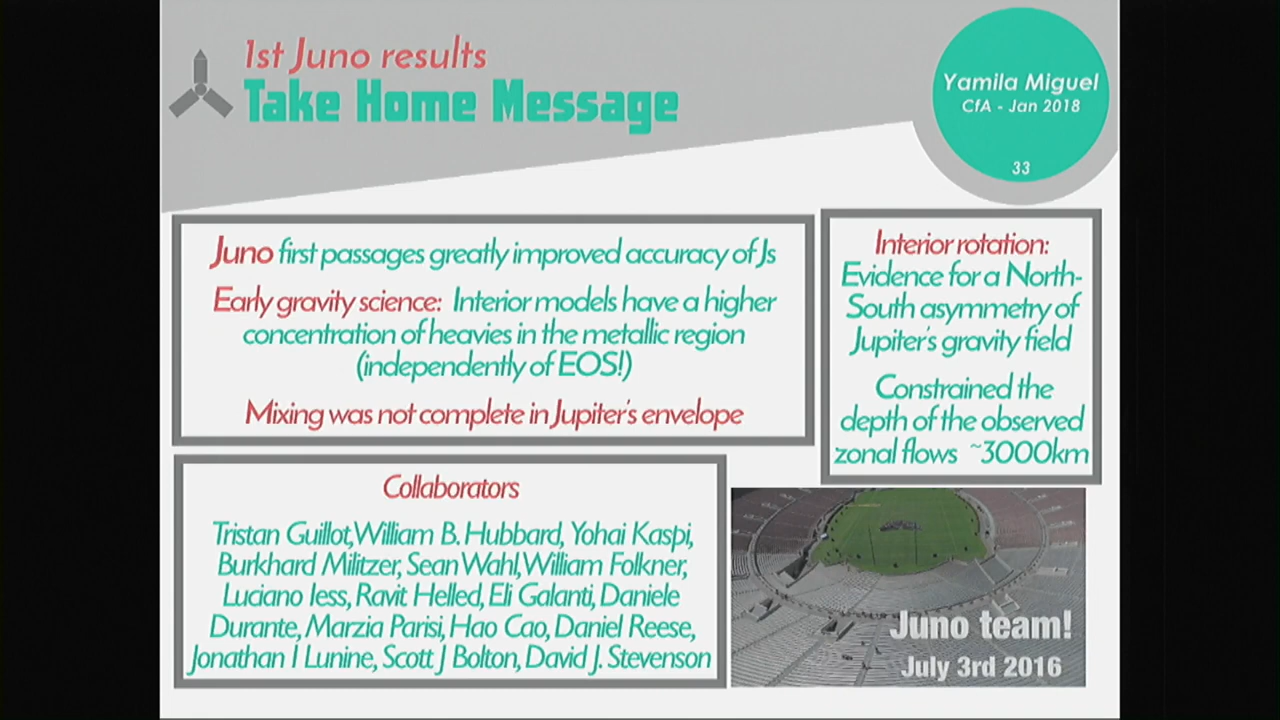 1st Juno results
Take Home Message
Yamila Miguel
CfA - Jan 2018
33
Juno first passages greatly improved accuracy of Js
Early gravity science: Interior models have a higher
concentration of heavies in the metallic region
(independently of EOS!)
Mixing was not complete in Jupiter's envelope
Interior rotation:
Evidence for a North-
South asymmetry of
Jupiter's gravity field
Constrained the
depth of the observed
zonal flows ~3000km
Collaborators
Tristan Guillot, William B. Hubbard, Yohai Kaspi,
Burkhard Militzer, Sean Wahl, William Folkner,
Luciano Iess, Ravit Helled, Eli Galanti, Daniele
Durante, Marzia Parisi, Hao Cao, Daniel Reese,
Jonathan I Lunine, Scott J Bolton, David J. Stevenson
Juno team!
July 3rd 2016